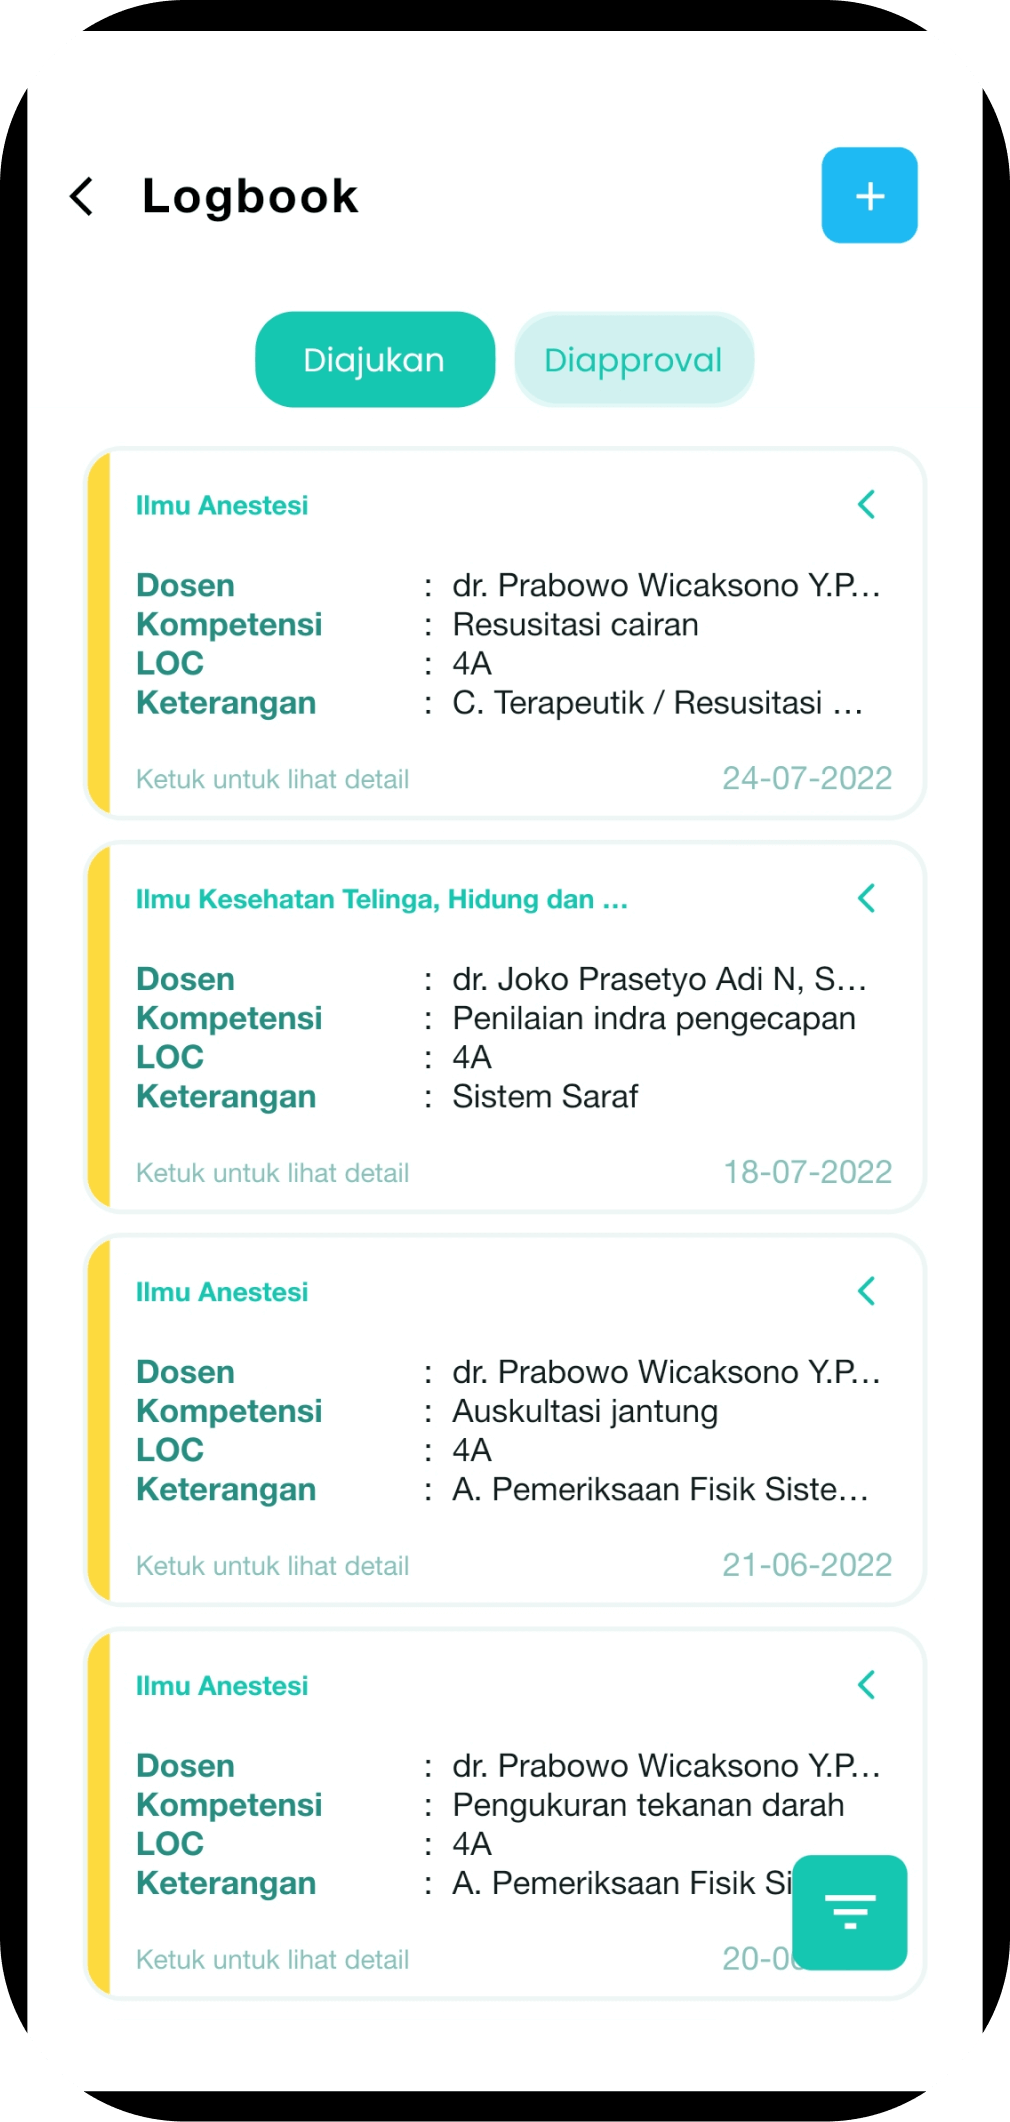 Logbook
Diajukan
Diapproval
Ilmu Anestesi
Dosen : dr. Prabowo Wicaksono Y.P...
Kompetensi : Resusitasi cairan
LOC : 4A
Keterangan : C. Terapeutik / Resusitasi ...
Ketuk untuk lihat detail 24-07-2022
Ilmu Kesehatan Telinga, Hidung dan ...
Dosen : dr. Joko Prasetyo Adi N, S...
Kompetensi : Penilaian indra pengecapan
LOC : 4A
Keterangan : Sistem Saraf
Ketuk untuk lihat detail 18-07-2022
Ilmu Anestesi
Dosen : dr. Prabowo Wicaksono Y.P...
Kompetensi : Auskultasi jantung
LOC : 4A
Keterangan : A. Pemeriksaan Fisik Siste...
Ketuk untuk lihat detail 21-06-2022
Ilmu Anestesi
Dosen : dr. Prabowo Wicaksono Y.P...
Kompetensi : Pengukuran tekanan darah
LOC : 4A
Keterangan : A. Pemeriksaan Fisik Si
Ketuk untuk lihat detail 20-0